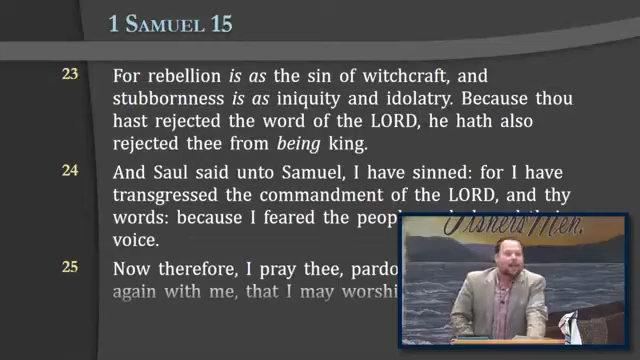 1 SAMUEL 15
23 For rebellion is as the sin of witchcraft, and
stubbornness is as iniquity and idolatry. Because thou
hast rejected the word of the LORD, he hath also
rejected thee from being king.
24 And Saul said unto Samuel, I have sinned: for I have
transgressed the commandment of the LORD, and thy
words: because I feared the people,
voice.
25 Now therefore, I pray thee,
again with me, that I may
Fishers Men.